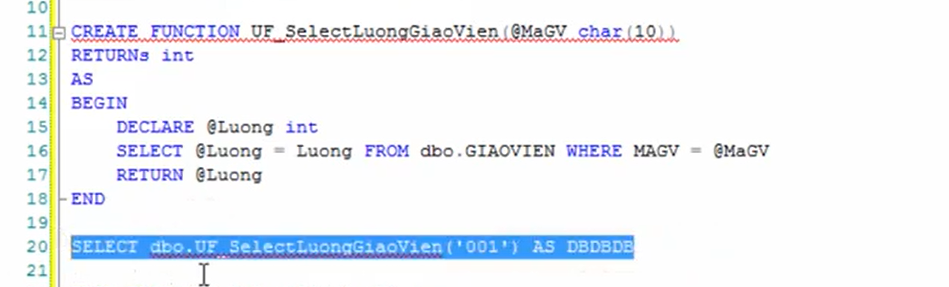 10
11 CREATE FUNCTION UF_SelectLuongGiaoVien(@MaGV char(10))
12 RETURNs int
13 AS
14 BEGIN
15 DECLARE @Luong int
16 SELECT @Luong = Luong FROM dbo.GIAOVIEN WHERE MAGV = @MaGV
17 RETURN @Luong
18 END
19
20 SELECT dbo.UF_SelectLuongGiaoVien('001') AS DBDBDB
21